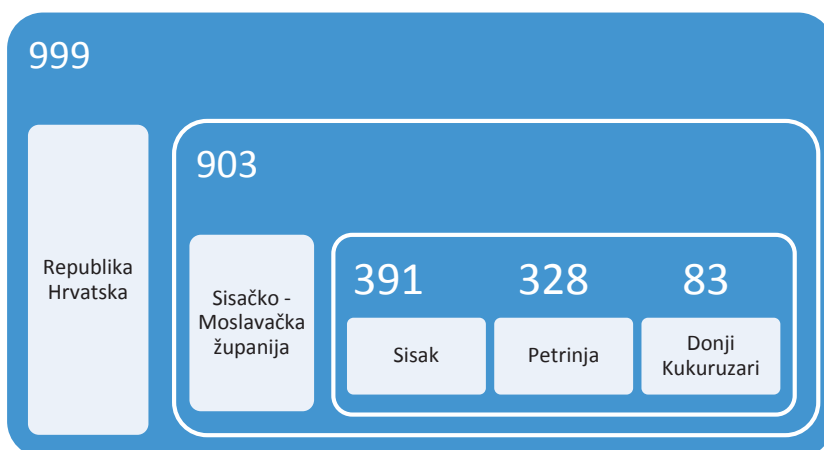 999
903
Republika
Hrvatska
Sisačko -
Moslavačka
županija
391 328 83
Sisak
Petrinja
Donji
Kukuruzari